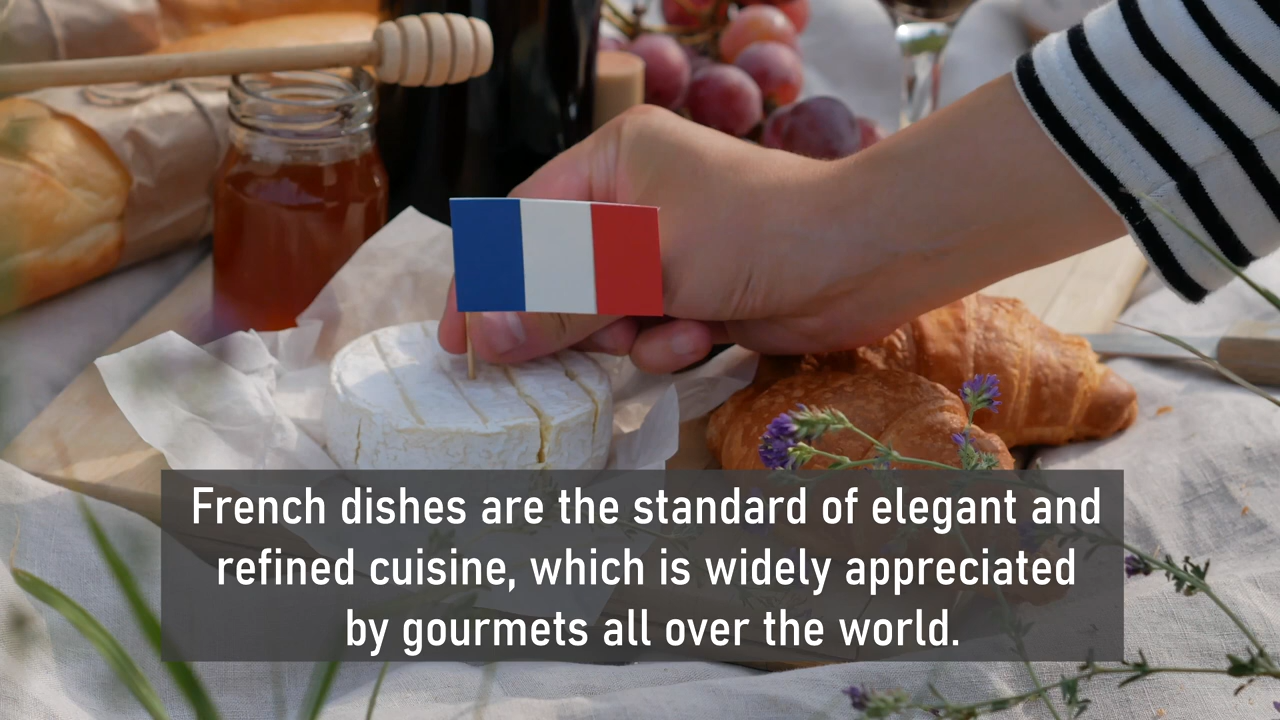 French dishes are the standard of elegant and
refined cuisine, which is widely appreciated
by gourmets all over the world.